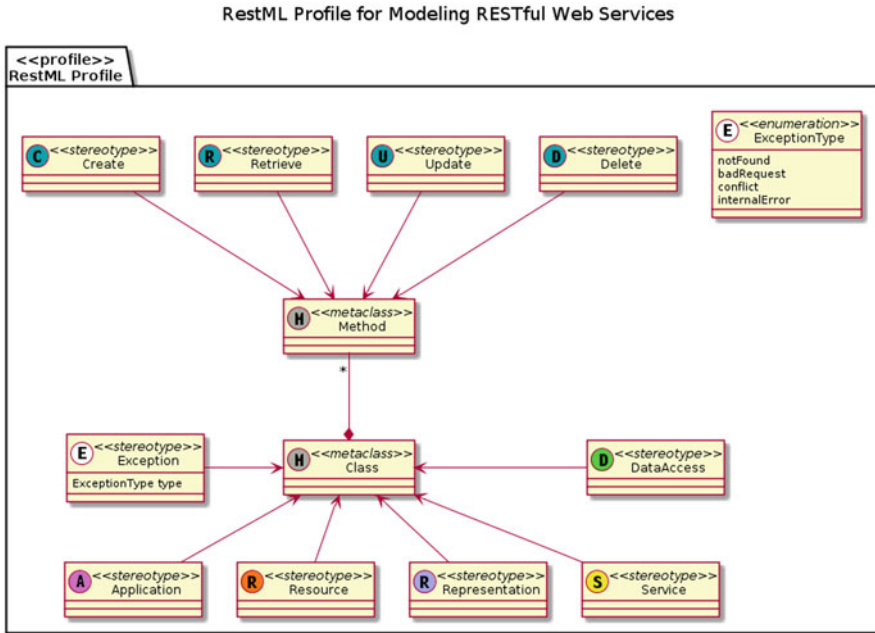 RestML Profile for Modeling RESTful Web Services
<<profile>>
RestML Profile
C <<stereotype>>
Create
R <<stereotype>>
Retrieve
U <<stereotype>>
Update
D <<stereotype>>
Delete
E <<enumeration>>
ExceptionType
notFound
badRequest
conflict
internalError
H <<metaclass>>
Method
*
E <<stereotype>>
Exception
ExceptionType type
H <<metaclass>>
Class
D <<stereotype>>
DataAccess
A <<stereotype>>
Application
R <<stereotype>>
Resource
R <<stereotype>>
Representation
S <<stereotype>>
Service